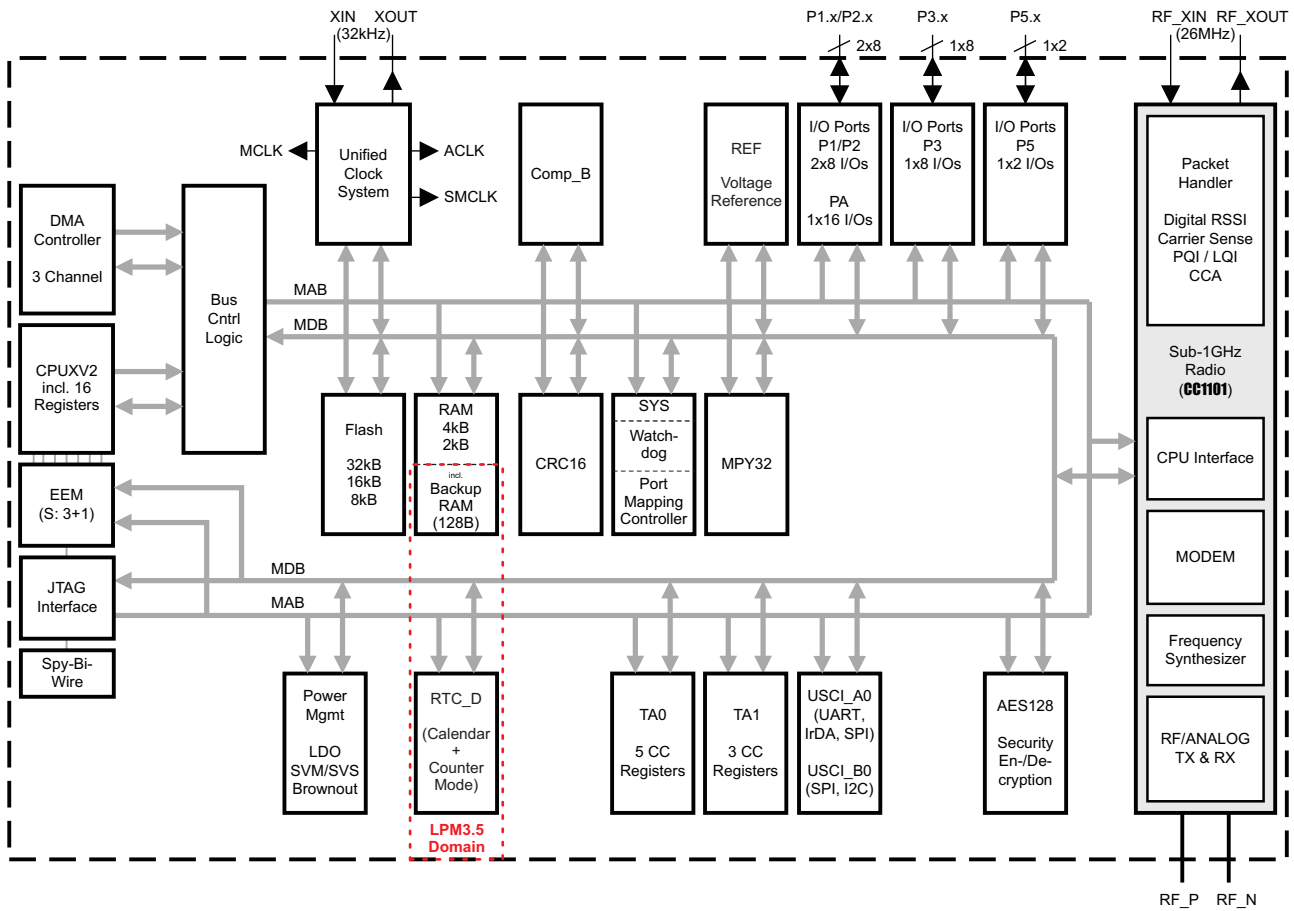 XIN XOUT
(32kHz)
P1.x/P2.x
2x8
P3.x
1x8
P5.x
1x2
RF_XIN RF_XOUT
(26MHz)
MCLK
Unified
Clock
System
ACLK
SMCLK
Comp_B
REF
Voltage
Reference
I/O Ports
P1/P2
2x8 I/Os
PA
1x16 I/Os
I/O Ports
P3
1x8 I/Os
I/O Ports
P5
1x2 I/Os
Packet
Handler
Digital RSSI
Carrier Sense
PQI / LQI
CCA
DMA
Controller
3 Channel
Bus
Cntrl
Logic
MAB
MDB
CPUXV2
incl. 16
Registers
Sub-1GHz
Radio
(CC1101)
Flash
32kB
16kB
8kB
RAM
4kB
2kB
incl.
Backup
RAM
(128B)
CRC16
SYS
Watch-
dog
Port
Mapping
Controller
MPY32
CPU Interface
EEM
(S: 3+1)
MODEM
JTAG
Interface
MDB
MAB
Spy-Bi-
Wire
Frequency
Synthesizer
Power
Mgmt
LDO
SVM/SVS
Brownout
RTC_D
(Calendar
+
Counter
Mode)
LPM3.5
Domain
TA0
5 CC
Registers
TA1
3 CC
Registers
USCI_A0
(UART,
IrDA, SPI)
USCI_B0
(SPI, I2C)
AES128
Security
En-/De-
cryption
RF/ANALOG
TX & RX
RF_P RF_N